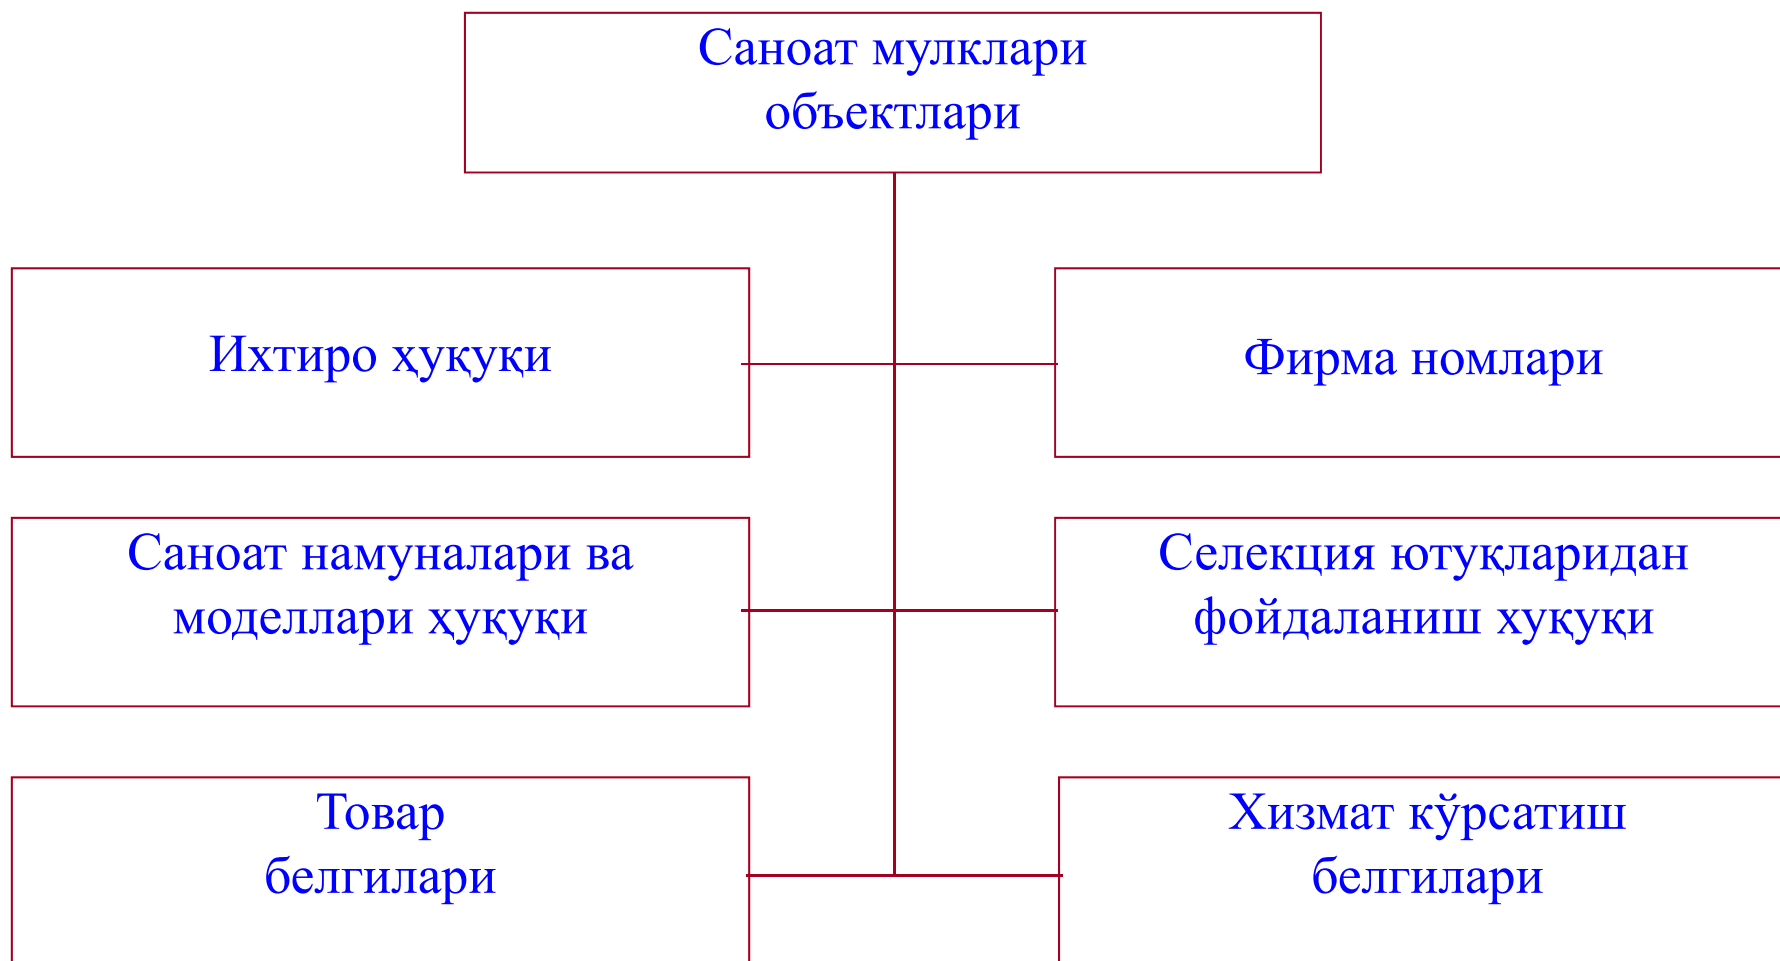 Саноат мулклари
объектлари
Ихтиро ҳуқуқи
Фирма номлари
Саноат намуналари ва
моделлари ҳуқуқи
Селекция ютуқларидан
фойдаланиш хуқуқи
Товар
белгилари
Хизмат кўрсатиш
белгилари